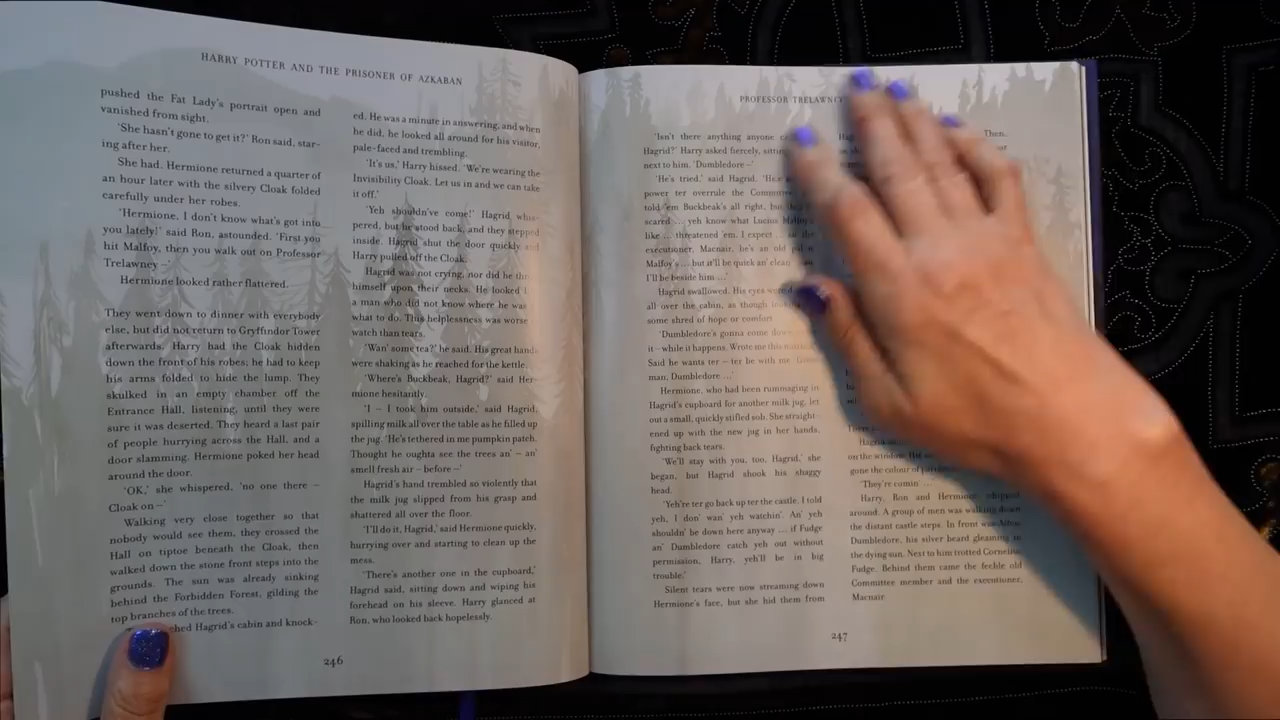 HARRY POTTER AND THE PRISONER OF AZKABAN
pushed the Fat Lady's portrait open and
vanished from sight.
'She hasn't gone to get it?' Ron said, star-
ing after her.
She had. Hermione returned a quarter of
an hour later with the silvery Cloak folded
carefully under her robes.
'Hermione, I don't know what's got into
you lately!' said Ron, astounded. 'First you
hit Malfoy, then you walk out on Professor
Trelawney –'
Hermione looked rather flattered.
They went down to dinner with everybody
else, but did not return to Gryffindor Tower
afterwards. Harry had the Cloak hidden
down the front of his robes; he had to keep
his arms folded to hide the lump. They
skulked in an empty chamber off the
Entrance Hall, listening, until they were
sure it was deserted. They heard a last pair
of people hurrying across the Hall, and a
door slamming. Hermione poked her head
around the door.
'OK,' she whispered, 'no one there –
Cloak on –'
Walking very close together so that
nobody would see them, they crossed the
Hall on tiptoe beneath the Cloak, then
walked down the stone front steps into the
grounds. The sun was already sinking
behind the Forbidden Forest, gilding the
top branches of the trees.
Hagrid's cabin and knock-
246
ed. He was a minute in answering, and when
he did, he looked all around for his visitor,
pale-faced and trembling.
'It's us,' Harry hissed. 'We're wearing the
Invisibility Cloak. Let us in and we can take
it off.'
'Yeh shouldn've come!' Hagrid whis-
pered, but he stood back, and they stepped
inside. Hagrid shut the door quickly and
Harry pulled off the Cloak.
Hagrid was not crying, nor did he
himself upon their necks. He looked
a man who did not know where he was
what to do. This helplessness was worse
watch than tears.
'Wan' some tea?' he said. His great hands
were shaking as he reached for the kettle.
'Where's Buckbeak, Hagrid?' said Her-
mione hesitantly.
'I – I took him outside,' said Hagrid,
spilling milk all over the table as he filled up
the jug. 'He's tethered in me pumpkin patch.
Thought he oughta see the trees an' – an'
smell fresh air – before –'
Hagrid's hand trembled so violently that
the milk jug slipped from his grasp and
shattered all over the floor.
'I'll do it, Hagrid,' said Hermione quickly,
hurrying over and starting to clean up the
mess.
'There's another one in the cupboard,'
Hagrid said, sitting down and wiping his
forehead on his sleeve. Harry glanced at
Ron, who looked back hopelessly.
PROFESSOR TRELAWNEY
'Isn't there anything anyone
Hagrid?' Harry asked fiercely,
next to him. 'Dumbledore –'
'He's tried,' said Hagrid.
power ter overrule the
told 'em Buckbeak's all right, but
scared ... yeh know what Lucius
like ... threatened 'em, I expect ...
executioner, Macnair, he's an old
Malfoy's ... but it'll be quick an' clean
I'll be beside him ...'
Hagrid swallowed. His eyes were
all over the cabin, as though
some shred of hope or comfort.
'Dumbledore's gonna come
it – while it happens. Wrote me this
Said he wants ter – ter be with me.
man, Dumbledore ...'
Hermione, who had been rummaging in
Hagrid's cupboard for another milk jug, let
out a small, quickly stifled sob. She straight-
ened up with the new jug in her hands,
fighting back tears.
'We'll stay with you, too, Hagrid,' she
began, but Hagrid shook his shaggy
head.
'Yeh're ter go back up ter the castle. I told
yeh, I don' wan' yeh watchin'. An' yeh
shouldn' be down here anyway ... if Fudge
an' Dumbledore catch yeh out without
permission, Harry, yeh'll be in big
trouble.'
Silent tears were now streaming down
Hermione's face, but she hid them from
Then,
on the window. His
gone the colour of
'They're comin' ...
Harry, Ron and Hermione whipped
around. A group of men was walking down
the distant castle steps. In front was Albus
Dumbledore, his silver beard gleaming in
the dying sun. Next to him trotted Cornelius
Fudge. Behind them came the feeble old
Committee member and the executioner,
Macnair.
247